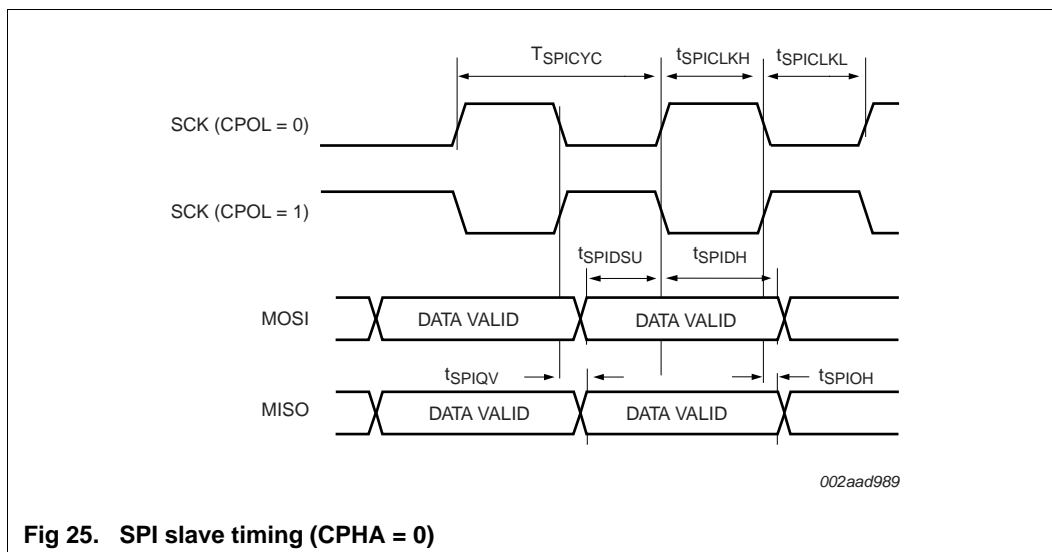 TSPICYC tSPICLKH tSPICLKL
SCK (CPOL = 0)
SCK (CPOL = 1)
tSPIDSU tSPIDH
MOSI DATA VALID DATA VALID
tSPIQV tSPIOH
MISO DATA VALID DATA VALID
002aad989
Fig 25. SPI slave timing (CPHA = 0)